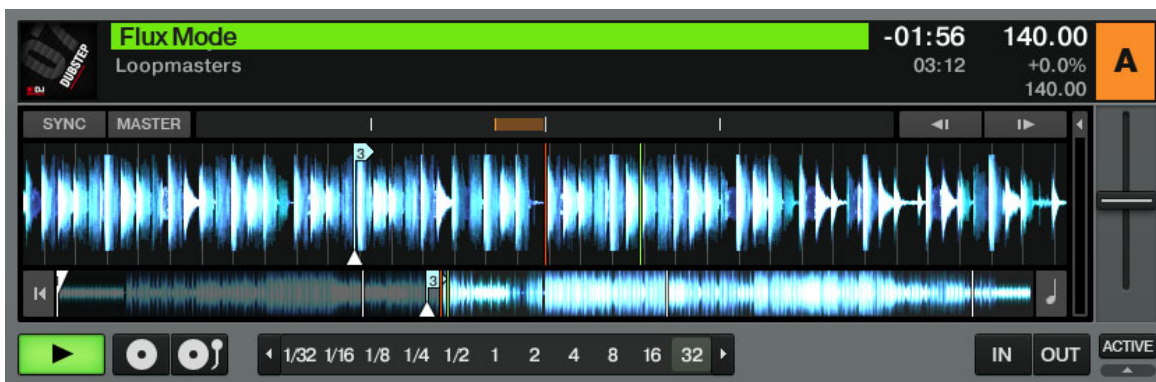 07
DUBSTEP
DJ
Flux Mode
Loopmasters
-01:56
03:12
140.00
+0.0%
140.00
A
SYNC MASTER
3
3
1/32 1/16 1/8 1/4 1/2 1 2 4 8 16 32
IN OUT
ACTIVE